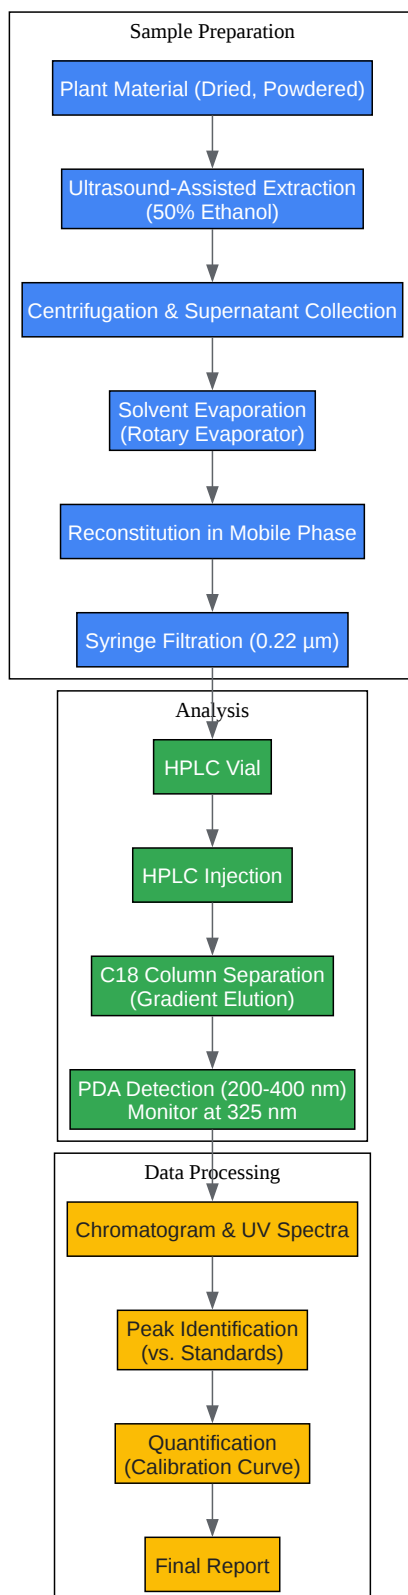 Sample Preparation
Plant Material (Dried, Powdered)
Ultrasound-Assisted Extraction
(50% Ethanol)
Centrifugation & Supernatant Collection
Solvent Evaporation
(Rotary Evaporator)
Reconstitution in Mobile Phase
Syringe Filtration (0.22 µm)
Analysis
HPLC Vial
HPLC Injection
C18 Column Separation
(Gradient Elution)
PDA Detection (200-400 nm)
Monitor at 325 nm
Data Processing
Chromatogram & UV Spectra
Peak Identification
(vs. Standards)
Quantification
(Calibration Curve)
Final Report